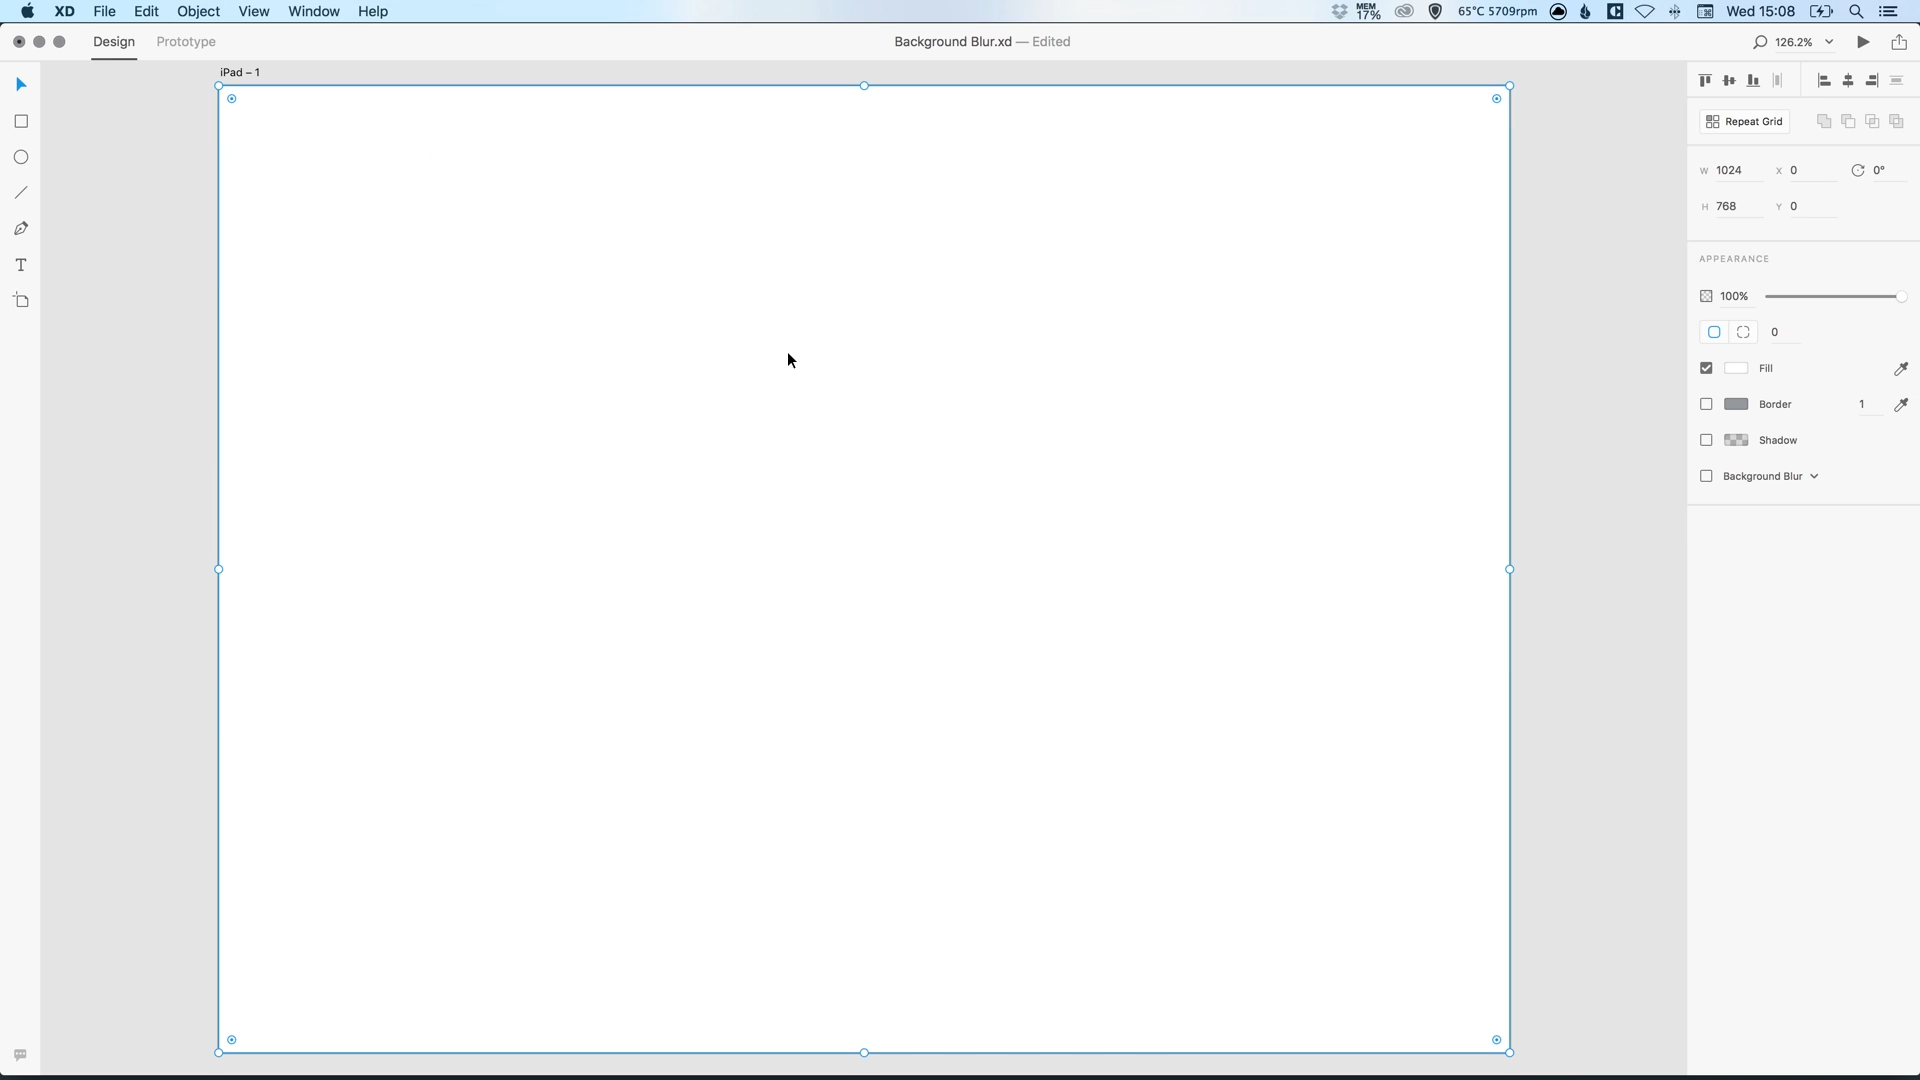 XD File Edit Object View Window Help MEM 17% 65°C 5709rpm Wed 15:08
Design Prototype Background Blur.xd — Edited 126.2%
iPad – 1
Repeat Grid
W 1024 X 0 0°
H 768 Y 0
APPEARANCE
100%
0
Fill
Border 1
Shadow
Background Blur
T